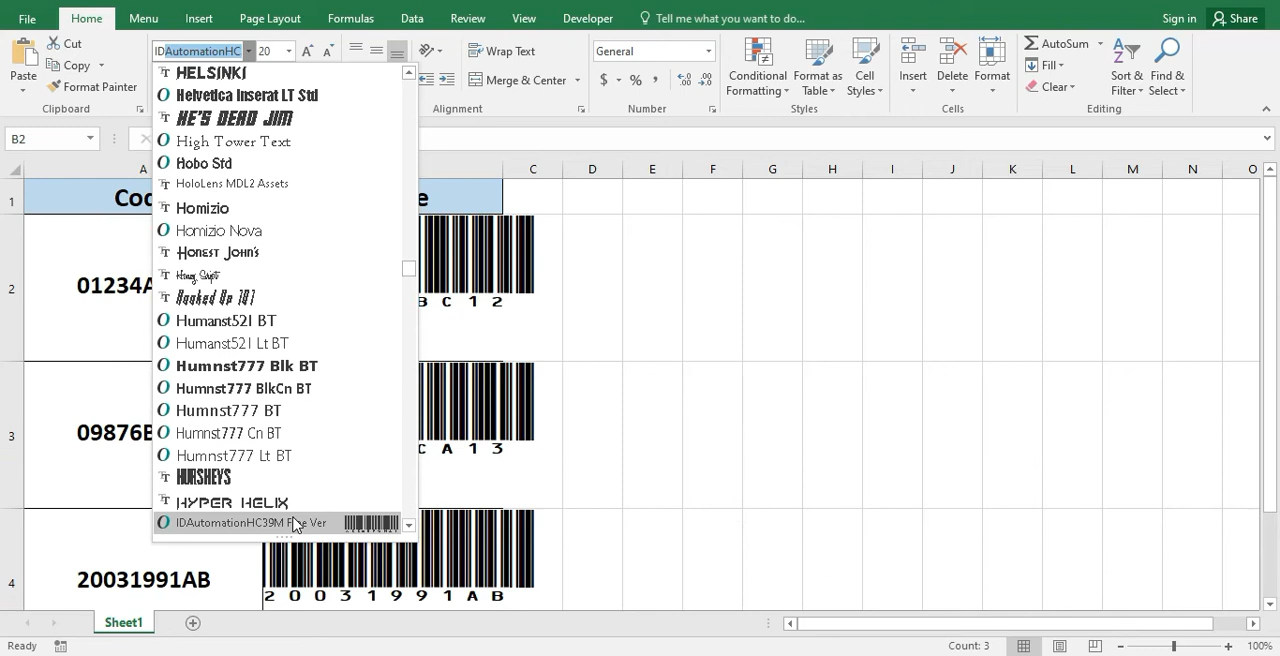 File Home Menu Insert Page Layout Formulas Data Review View Developer Tell me what you want to do... Sign in Share
Paste
Cut
Copy
Format Painter
Clipboard
IDAutomationHC 20
Wrap Text
Merge & Center
Alignment
General
$ % ,
Number
Conditional Formatting
Format as Table
Cell Styles
Styles
Insert Delete Format
Cells
AutoSum
Fill
Clear
Sort & Filter
Find & Select
Editing
B2
A C D E F G H I J K L M N O
1
Coo e
2
01234A
B C 1 2
3
09876B
C A 1 3
4
20031991AB
2 0 0 3 1 9 9 1 A B
HELSINKI
Helvetica Inserat LT Std
HE'S DEAD JIM
High Tower Text
Hobo Std
HoloLens MDL2 Assets
Homizio
Homizio Nova
Honest John's
Honey Script
Hooked Up 101
Humanst521 BT
Humanst521 Lt BT
Humnst777 Blk BT
Humnst777 BlkCn BT
Humnst777 BT
Humnst777 Cn BT
Humnst777 Lt BT
HURSHEYS
HYPER HELIX
IDAutomationHC39M Ver
Sheet1
Ready
Count: 3
100%